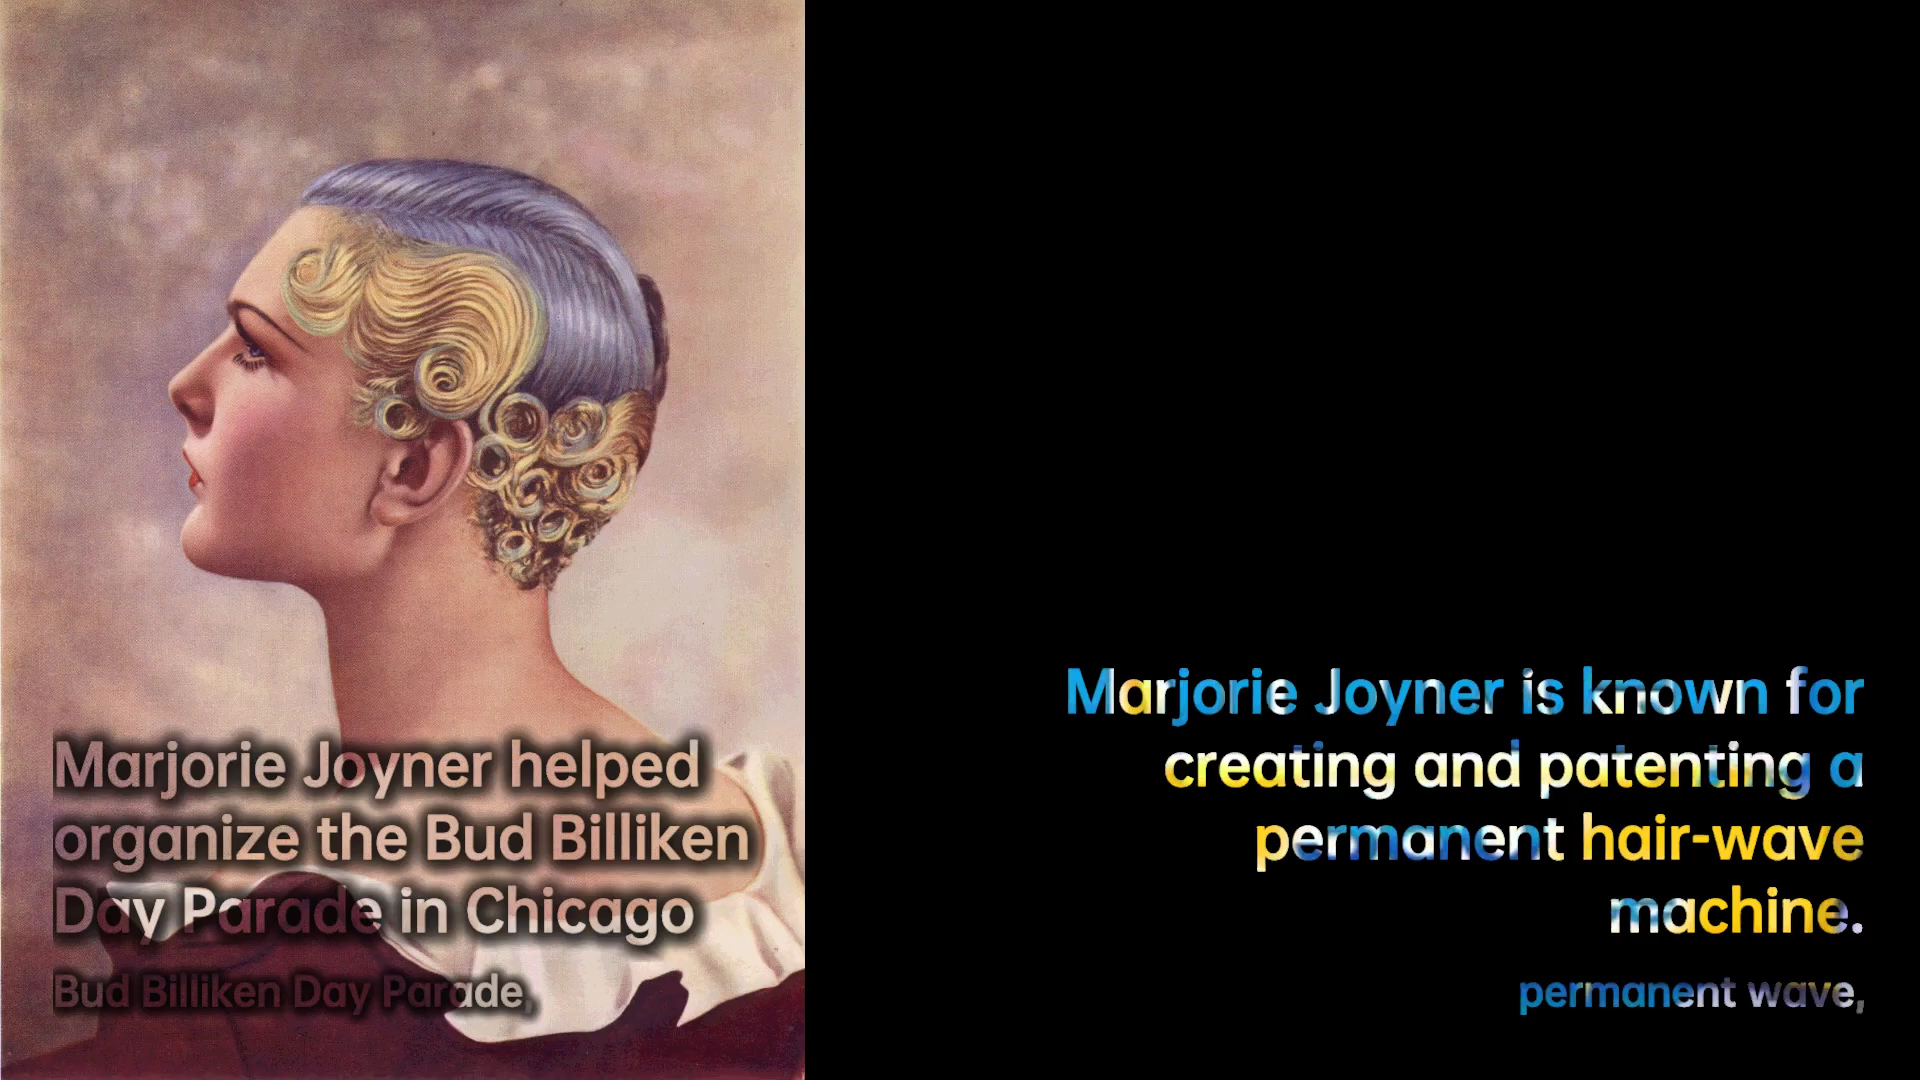 Marjorie Joyner helped
organize the Bud Billiken
Day Parade in Chicago
Bud Billiken Day Parade,
Marjorie Joyner is known for
creating and patenting a
permanent hair-wave
machine.
permanent wave,